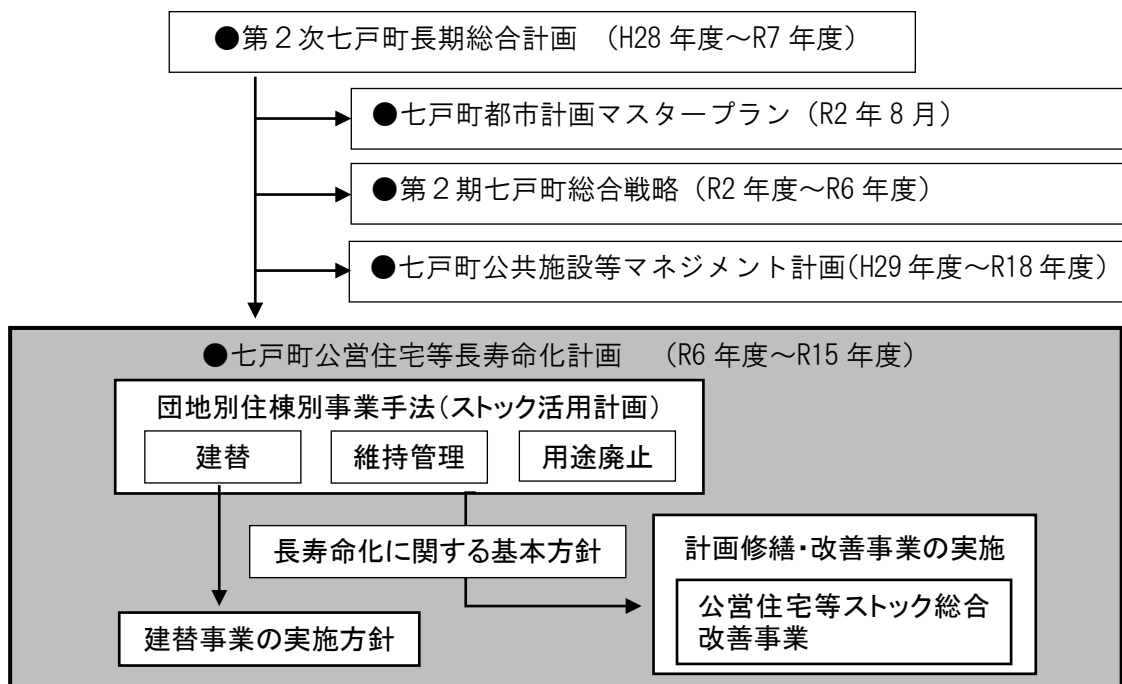 ●第２次七戸町長期総合計画　（H28 年度～R7 年度）
●七戸町都市計画マスタープラン（R2 年 8 月）
●第２期七戸町総合戦略（R2 年度～R6 年度）
●七戸町公共施設等マネジメント計画(H29 年度～R18 年度)
●七戸町公営住宅等長寿命化計画　（R6 年度～R15 年度）
団地別住棟別事業手法（ストック活用計画）
建替
維持管理
用途廃止
長寿命化に関する基本方針
計画修繕・改善事業の実施
公営住宅等ストック総合
改善事業
建替事業の実施方針